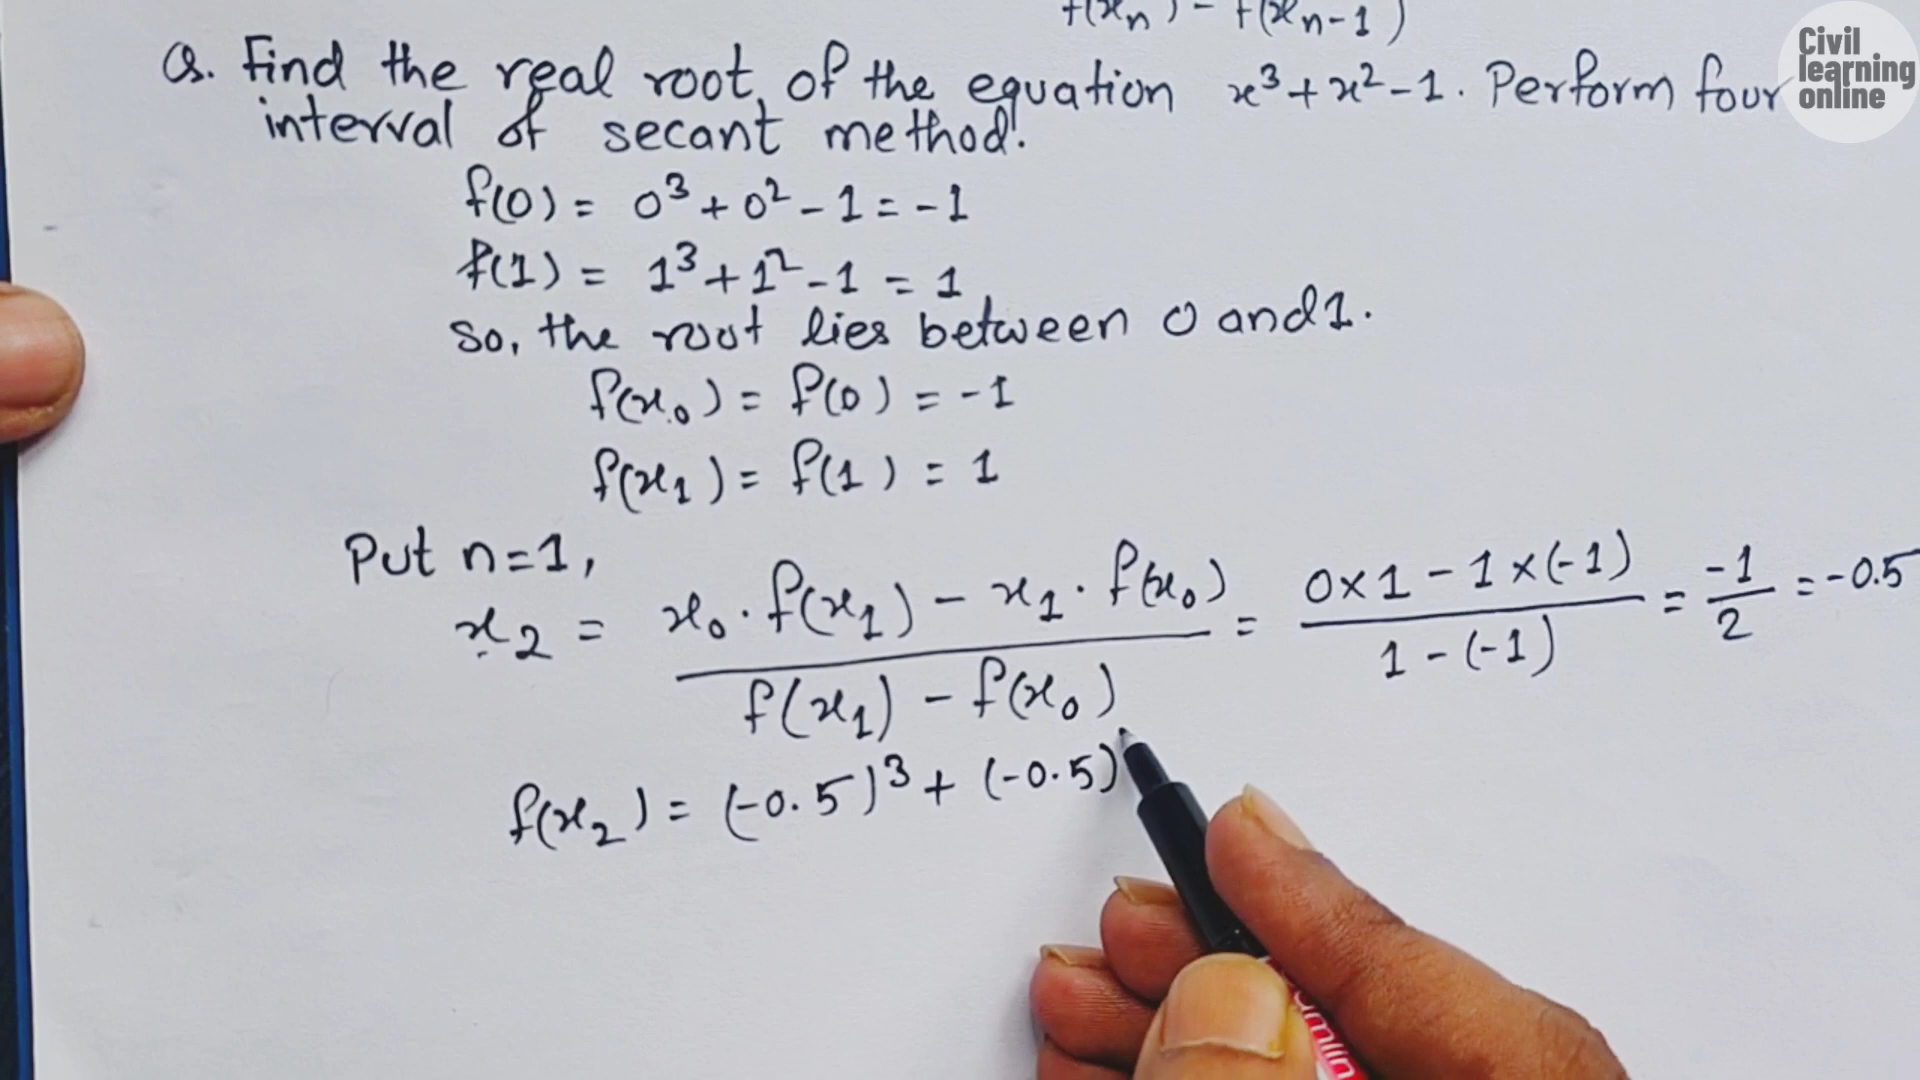 f(xn) - f(xn-1)
Civil learning online
Q. Find the real root of the equation x³+x²-1. Perform four
interval of secant method.
f(0) = 0³+0²-1 = -1
f(1) = 1³+1²-1 = 1
So, the root lies between 0 and 1.
f(x₀) = f(0) = -1
f(x₁) = f(1) = 1
Put n=1,
x₂ = x₀. f(x₁) - x₁. f(x₀) / f(x₁) - f(x₀) = 0×1 - 1×(-1) / 1-(-1) = -1/2 = -0.5
f(x₂) = (-0.5)³ + (-0.5)